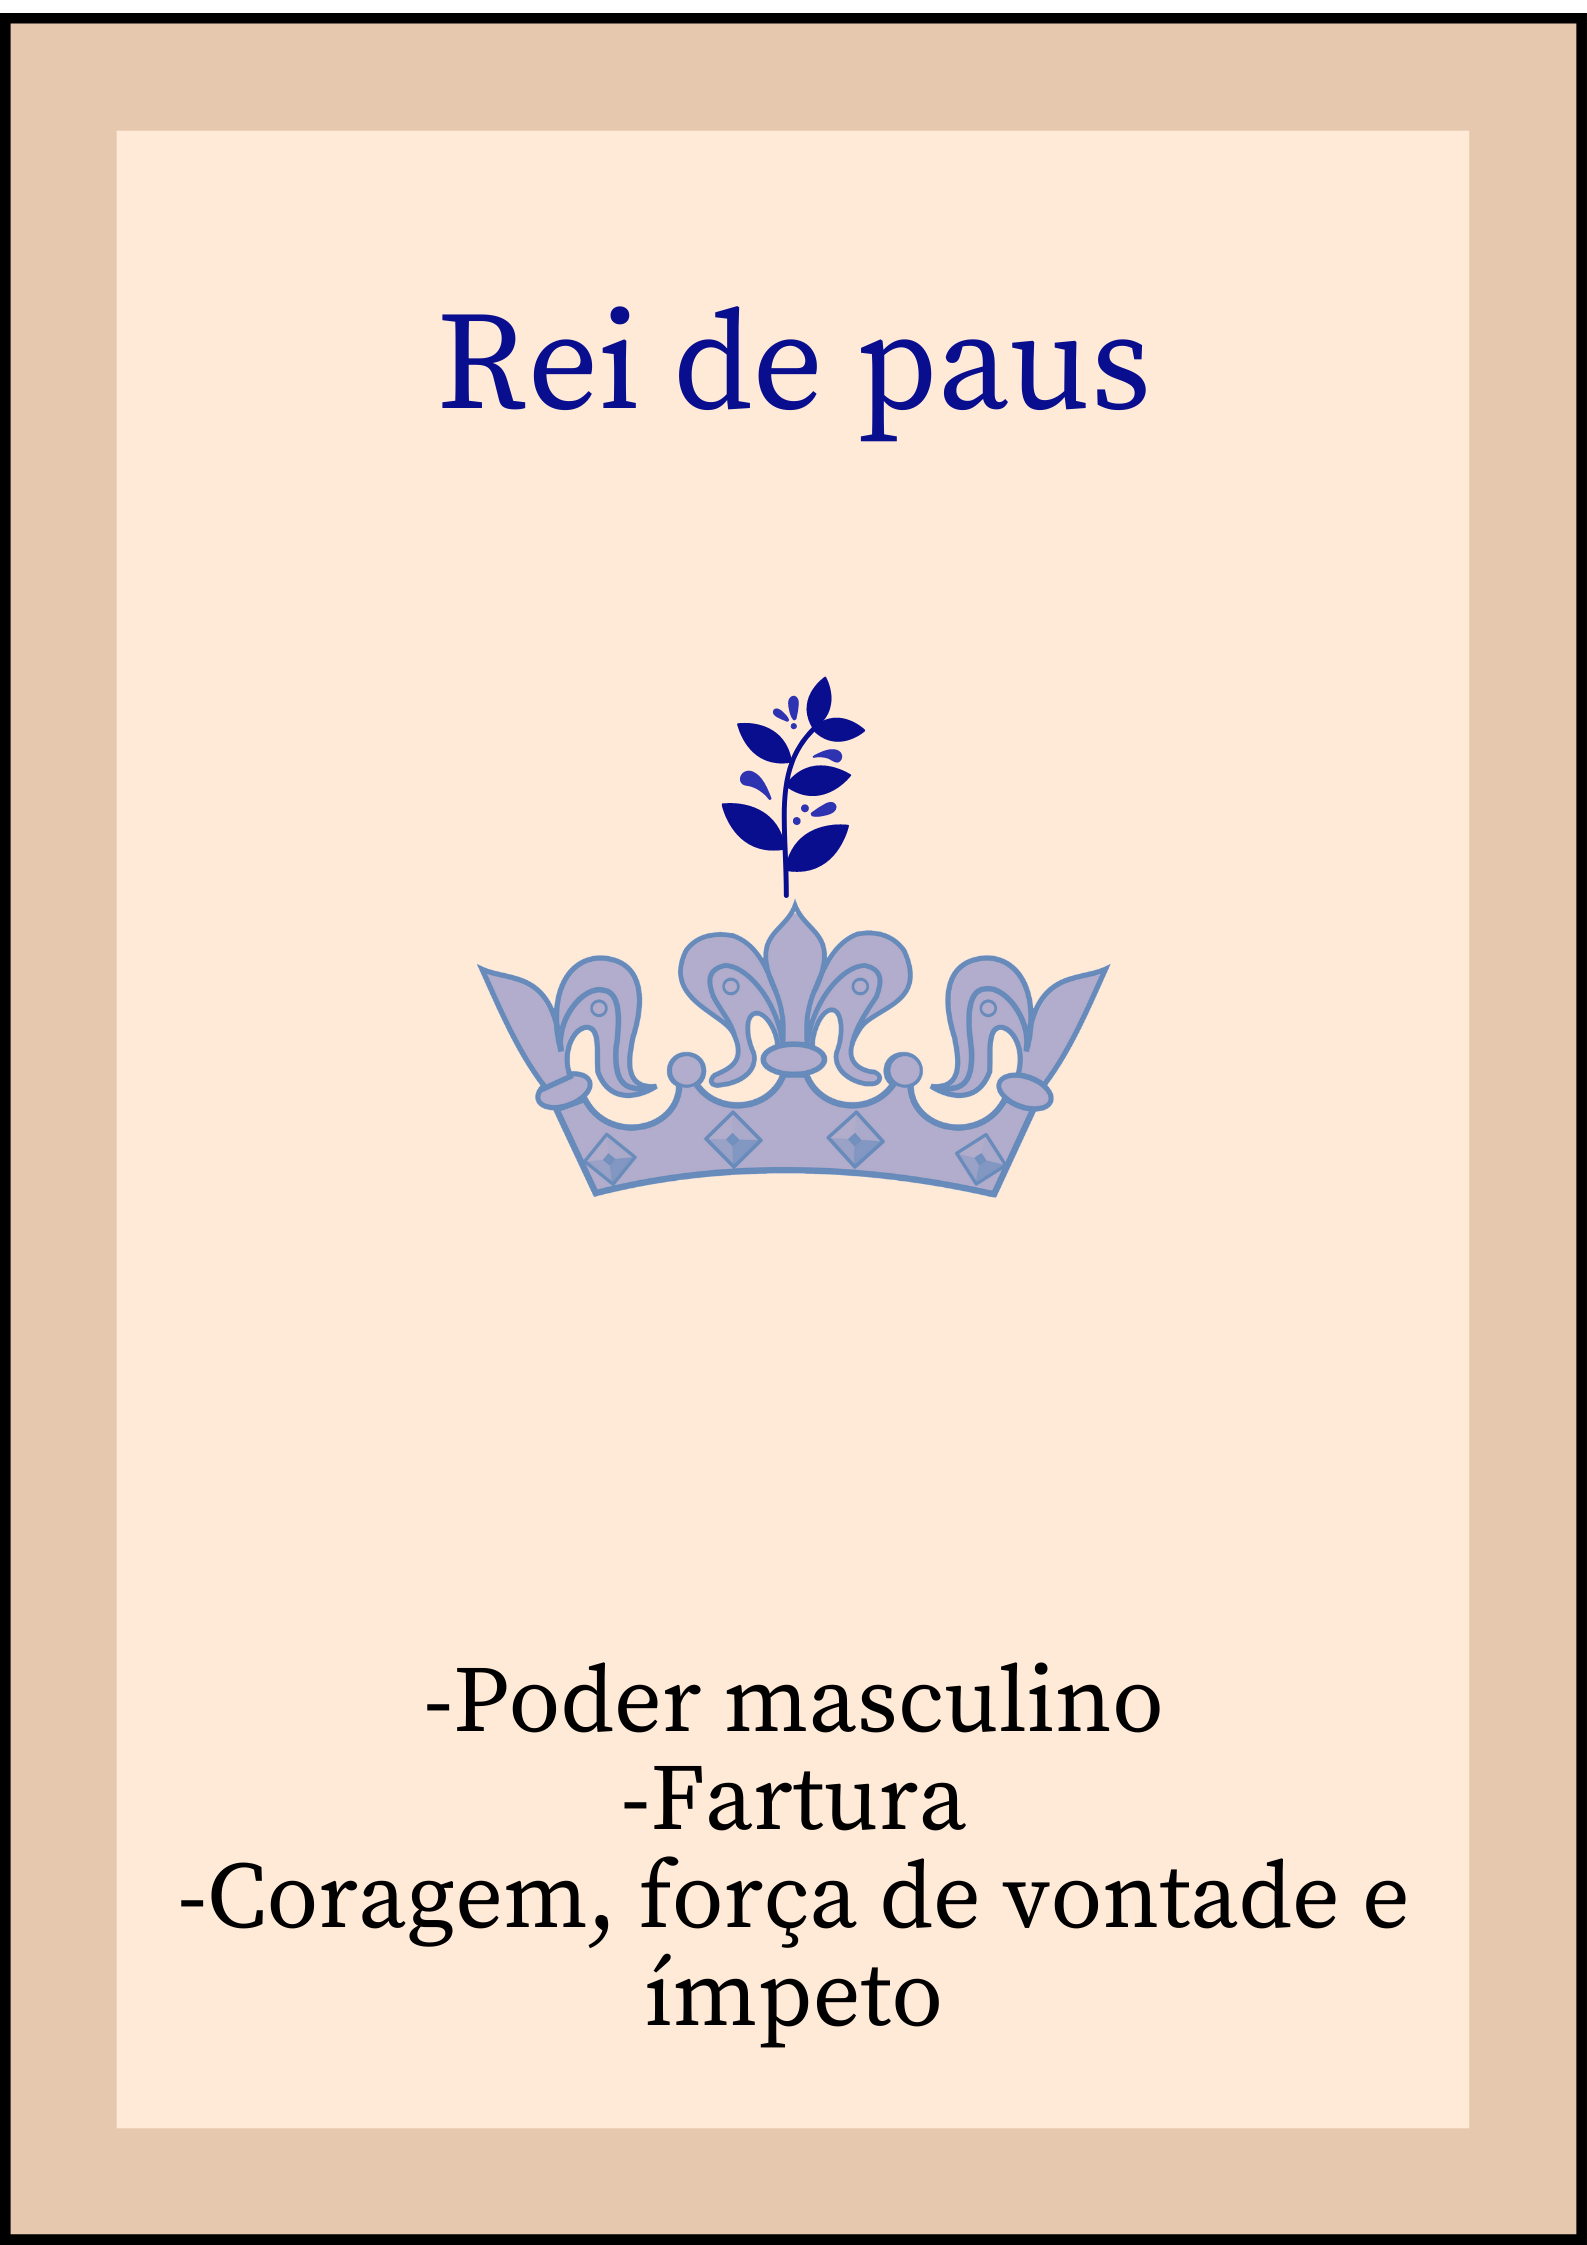 Rei de paus
-Poder masculino
-Fartura
-Coragem, força de vontade e
ímpeto